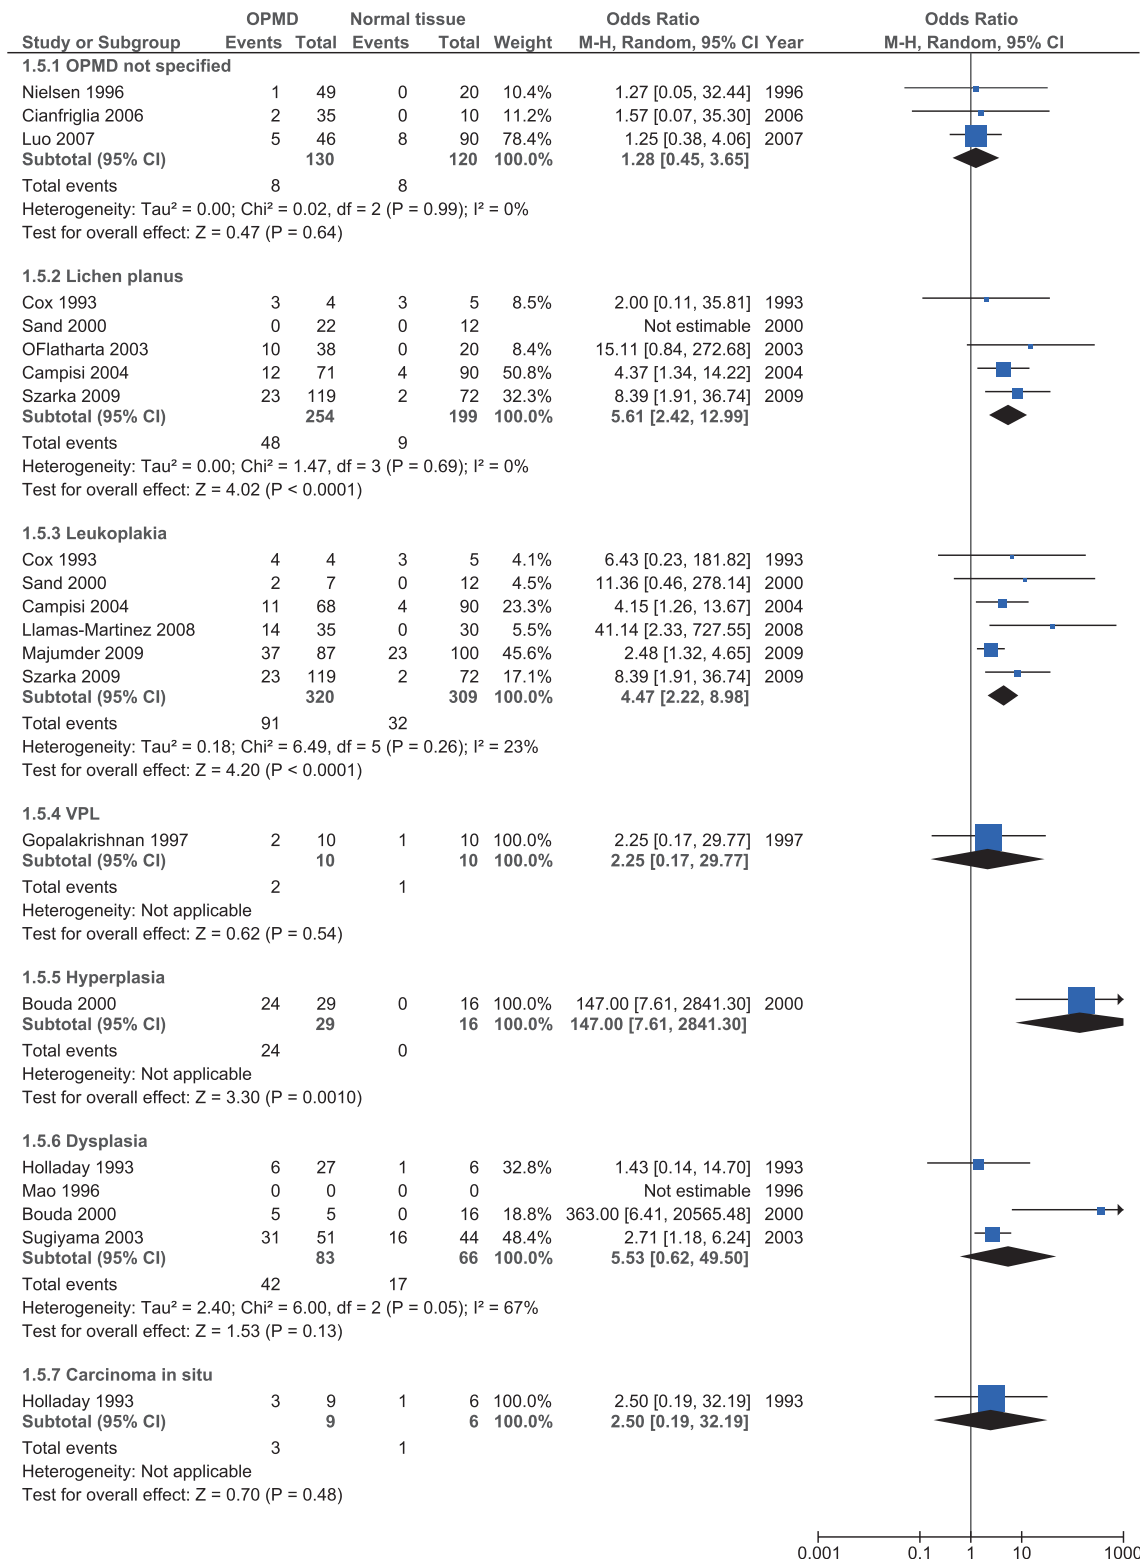 OPMD Normal tissue Odds Ratio Odds Ratio
Study or Subgroup Events Total Events Total Weight M-H, Random, 95% CI Year M-H, Random, 95% CI
1.5.1 OPMD not specified
Nielsen 1996 1 49 0 20 10.4% 1.27 [0.05, 32.44] 1996
Cianfriglia 2006 2 35 0 10 11.2% 1.57 [0.07, 35.30] 2006
Luo 2007 5 46 8 90 78.4% 1.25 [0.38, 4.06] 2007
Subtotal (95% CI) 130 120 100.0% 1.28 [0.45, 3.65]
Total events 8 8
Heterogeneity: Tau² = 0.00; Chi² = 0.02, df = 2 (P = 0.99); I² = 0%
Test for overall effect: Z = 0.47 (P = 0.64)
1.5.2 Lichen planus
Cox 1993 3 4 3 5 8.5% 2.00 [0.11, 35.81] 1993
Sand 2000 0 22 0 12 Not estimable 2000
OFlatharta 2003 10 38 0 20 8.4% 15.11 [0.84, 272.68] 2003
Campisi 2004 12 71 4 90 50.8% 4.37 [1.34, 14.22] 2004
Szarka 2009 23 119 2 72 32.3% 8.39 [1.91, 36.74] 2009
Subtotal (95% CI) 254 199 100.0% 5.61 [2.42, 12.99]
Total events 48 9
Heterogeneity: Tau² = 0.00; Chi² = 1.47, df = 3 (P = 0.69); I² = 0%
Test for overall effect: Z = 4.02 (P < 0.0001)
1.5.3 Leukoplakia
Cox 1993 4 4 3 5 4.1% 6.43 [0.23, 181.82] 1993
Sand 2000 2 7 0 12 4.5% 11.36 [0.46, 278.14] 2000
Campisi 2004 11 68 4 90 23.3% 4.15 [1.26, 13.67] 2004
Llamas-Martinez 2008 14 35 0 30 5.5% 41.14 [2.33, 727.55] 2008
Majumder 2009 37 87 23 100 45.6% 2.48 [1.32, 4.65] 2009
Szarka 2009 23 119 2 72 17.1% 8.39 [1.91, 36.74] 2009
Subtotal (95% CI) 320 309 100.0% 4.47 [2.22, 8.98]
Total events 91 32
Heterogeneity: Tau² = 0.18; Chi² = 6.49, df = 5 (P = 0.26); I² = 23%
Test for overall effect: Z = 4.20 (P < 0.0001)
1.5.4 VPL
Gopalakrishnan 1997 2 10 1 10 100.0% 2.25 [0.17, 29.77] 1997
Subtotal (95% CI) 10 10 100.0% 2.25 [0.17, 29.77]
Total events 2 1
Heterogeneity: Not applicable
Test for overall effect: Z = 0.62 (P = 0.54)
1.5.5 Hyperplasia
Bouda 2000 24 29 0 16 100.0% 147.00 [7.61, 2841.30] 2000
Subtotal (95% CI) 29 16 100.0% 147.00 [7.61, 2841.30]
Total events 24 0
Heterogeneity: Not applicable
Test for overall effect: Z = 3.30 (P = 0.0010)
1.5.6 Dysplasia
Holladay 1993 6 27 1 6 32.8% 1.43 [0.14, 14.70] 1993
Mao 1996 0 0 0 0 Not estimable 1996
Bouda 2000 5 5 0 16 18.8% 363.00 [6.41, 20565.48] 2000
Sugiyama 2003 31 51 16 44 48.4% 2.71 [1.18, 6.24] 2003
Subtotal (95% CI) 83 66 100.0% 5.53 [0.62, 49.50]
Total events 42 17
Heterogeneity: Tau² = 2.40; Chi² = 6.00, df = 2 (P = 0.05); I² = 67%
Test for overall effect: Z = 1.53 (P = 0.13)
1.5.7 Carcinoma in situ
Holladay 1993 3 9 1 6 100.0% 2.50 [0.19, 32.19] 1993
Subtotal (95% CI) 9 6 100.0% 2.50 [0.19, 32.19]
Total events 3 1
Heterogeneity: Not applicable
Test for overall effect: Z = 0.70 (P = 0.48)
0.001 0.1 1 10 1000